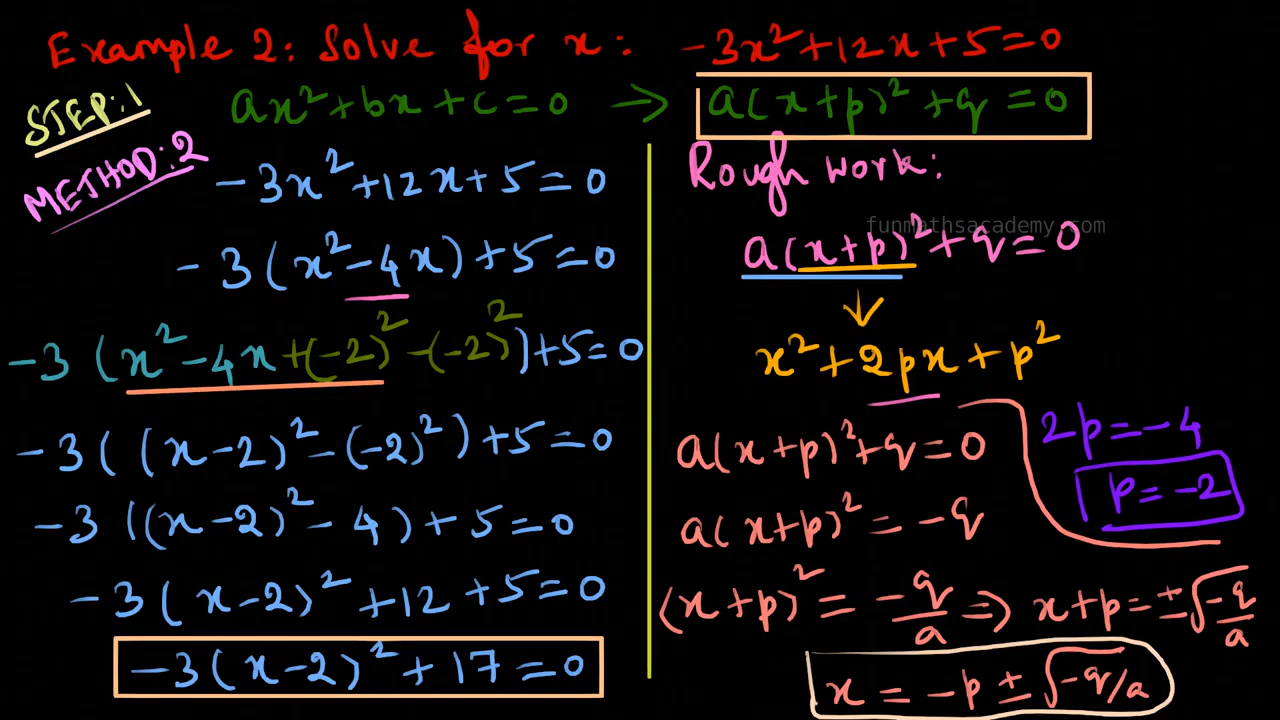 Example 2: Solve for x: -3x²+12x+5=0
STEP:1
ax²+bx+c=0 → a(x+p)²+q=0
METHOD:2
-3x²+12x+5=0
-3(x²-4x)+5=0
-3(x²-4x+(-2)²-(-2)²)+5=0
-3((x-2)²-(-2)²)+5=0
-3((x-2)²-4)+5=0
-3(x-2)²+12+5=0
-3(x-2)²+17=0
Rough work:
funmathsacademy.com
a(x+p)²+q=0
↓
x²+2px+p²
2p=-4
p=-2
a(x+p)²+q=0
a(x+p)²=-q
(x+p)²=-q/a ⇒ x+p=±√-q/a
x=-p±√-q/a